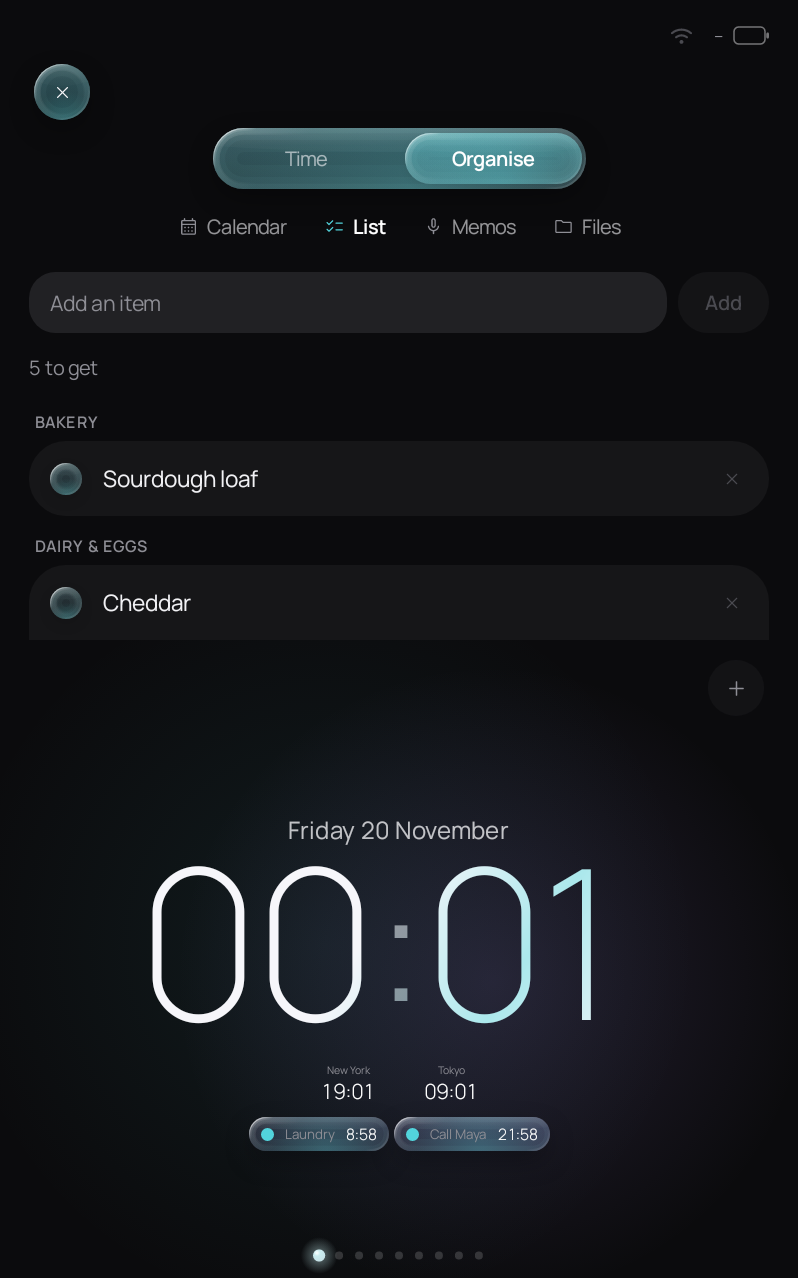 –
Time Organise
Calendar List Memos Files
Add an item Add
5 to get
BAKERY
Sourdough loaf
DAIRY & EGGS
Cheddar
Friday 20 November
00:01
New York Tokyo
19:01 09:01
Laundry 8:58 Call Maya 21:58